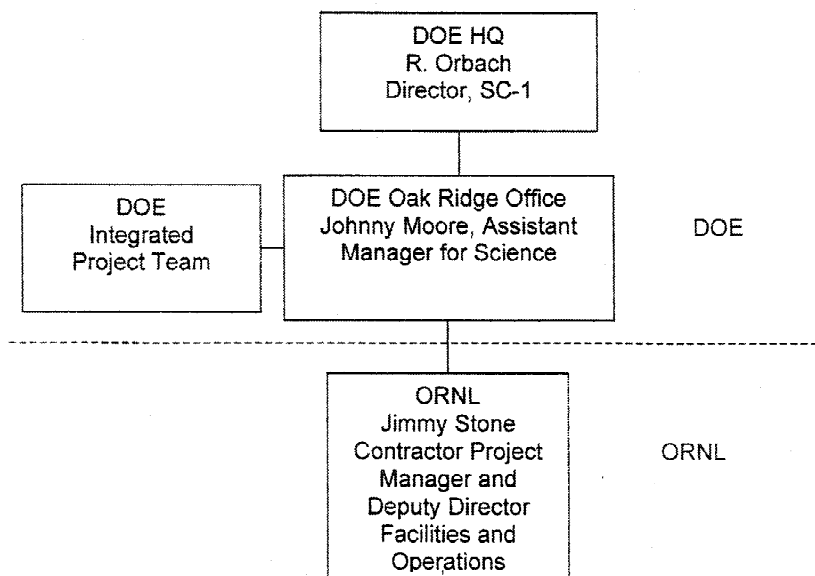 DOE HQ
R. Orbach
Director, SC-1
DOE
Integrated
Project Team
DOE Oak Ridge Office
Johnny Moore, Assistant
Manager for Science
DOE
ORNL
Jimmy Stone
Contractor Project
Manager and
Deputy Director
Facilities and
Operations
ORNL